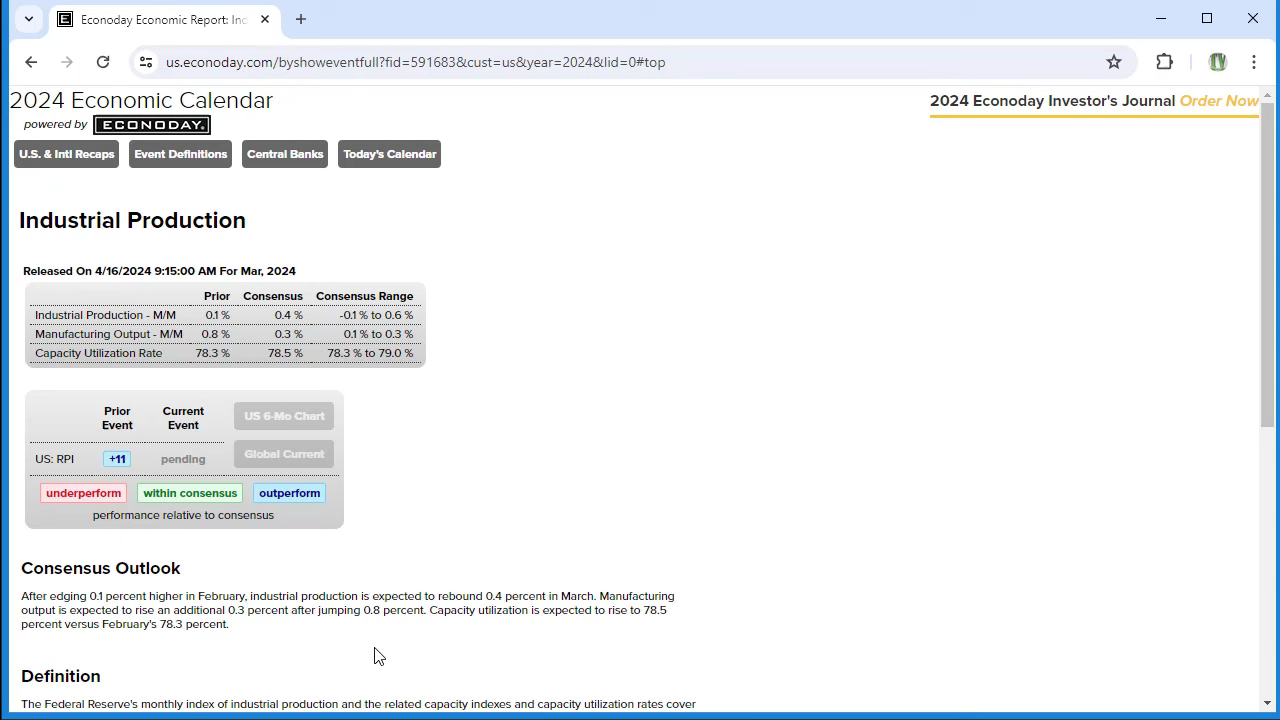 Econoday Economic Report: Ind
us.econoday.com/byshoweventfull?fid=591683&cust=us&year=2024&lid=0#top
2024 Economic Calendar
2024 Econoday Investor's Journal Order Now
powered by ECONODAY.
U.S. & Intl Recaps Event Definitions Central Banks Today's Calendar
Industrial Production
Released On 4/16/2024 9:15:00 AM For Mar, 2024
Prior Consensus Consensus Range
Industrial Production - M/M 0.1 % 0.4 % -0.1 % to 0.6 %
Manufacturing Output - M/M 0.8 % 0.3 % 0.1 % to 0.3 %
Capacity Utilization Rate 78.3 % 78.5 % 78.3 % to 79.0 %
Prior Current US 6-Mo Chart
Event Event
US: RPI +11 pending Global Current
underperform within consensus outperform
performance relative to consensus
Consensus Outlook
After edging 0.1 percent higher in February, industrial production is expected to rebound 0.4 percent in March. Manufacturing
output is expected to rise an additional 0.3 percent after jumping 0.8 percent. Capacity utilization is expected to rise to 78.5
percent versus February's 78.3 percent.
Definition
The Federal Reserve's monthly index of industrial production and the related capacity indexes and capacity utilization rates cover